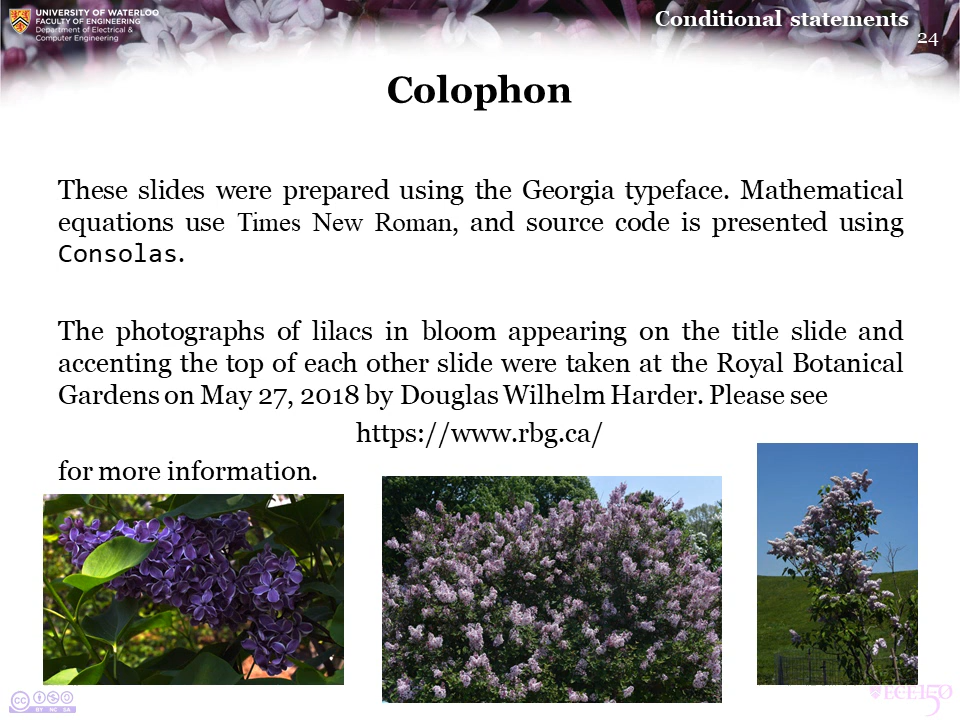 UNIVERSITY OF WATERLOO
FACULTY OF ENGINEERING
Department of Electrical &
Computer Engineering
Conditional statements
24
Colophon
These slides were prepared using the Georgia typeface. Mathematical
equations use Times New Roman, and source code is presented using
Consolas.
The photographs of lilacs in bloom appearing on the title slide and
accenting the top of each other slide were taken at the Royal Botanical
Gardens on May 27, 2018 by Douglas Wilhelm Harder. Please see
https://www.rbg.ca/
for more information.
cc
BY NC SA
ECE150